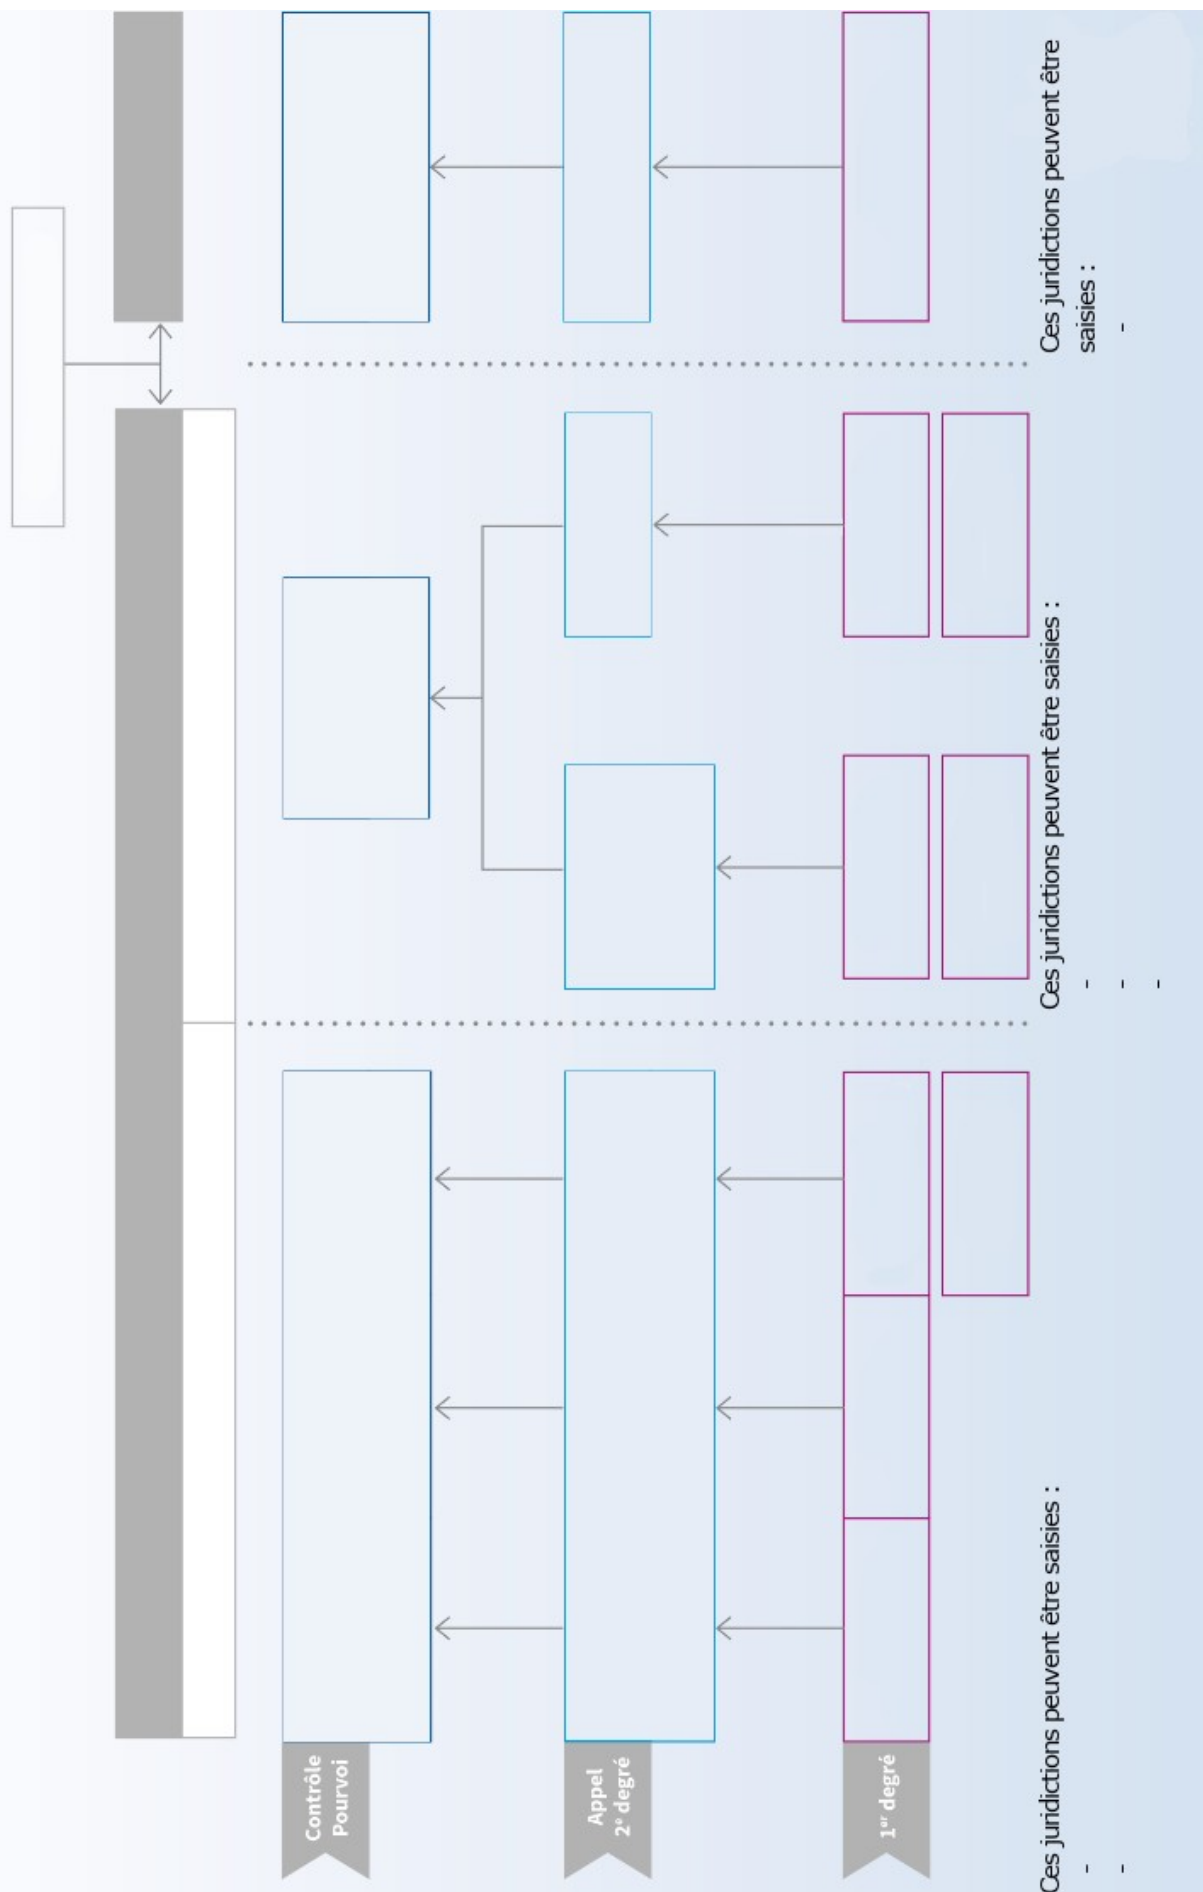 Contrôle
Pourvoi
Appel
2e degré
1er degré
Ces juridictions peuvent être saisies :
-
-
Ces juridictions peuvent être saisies :
-
-
-
Ces juridictions peuvent être
saisies :
-